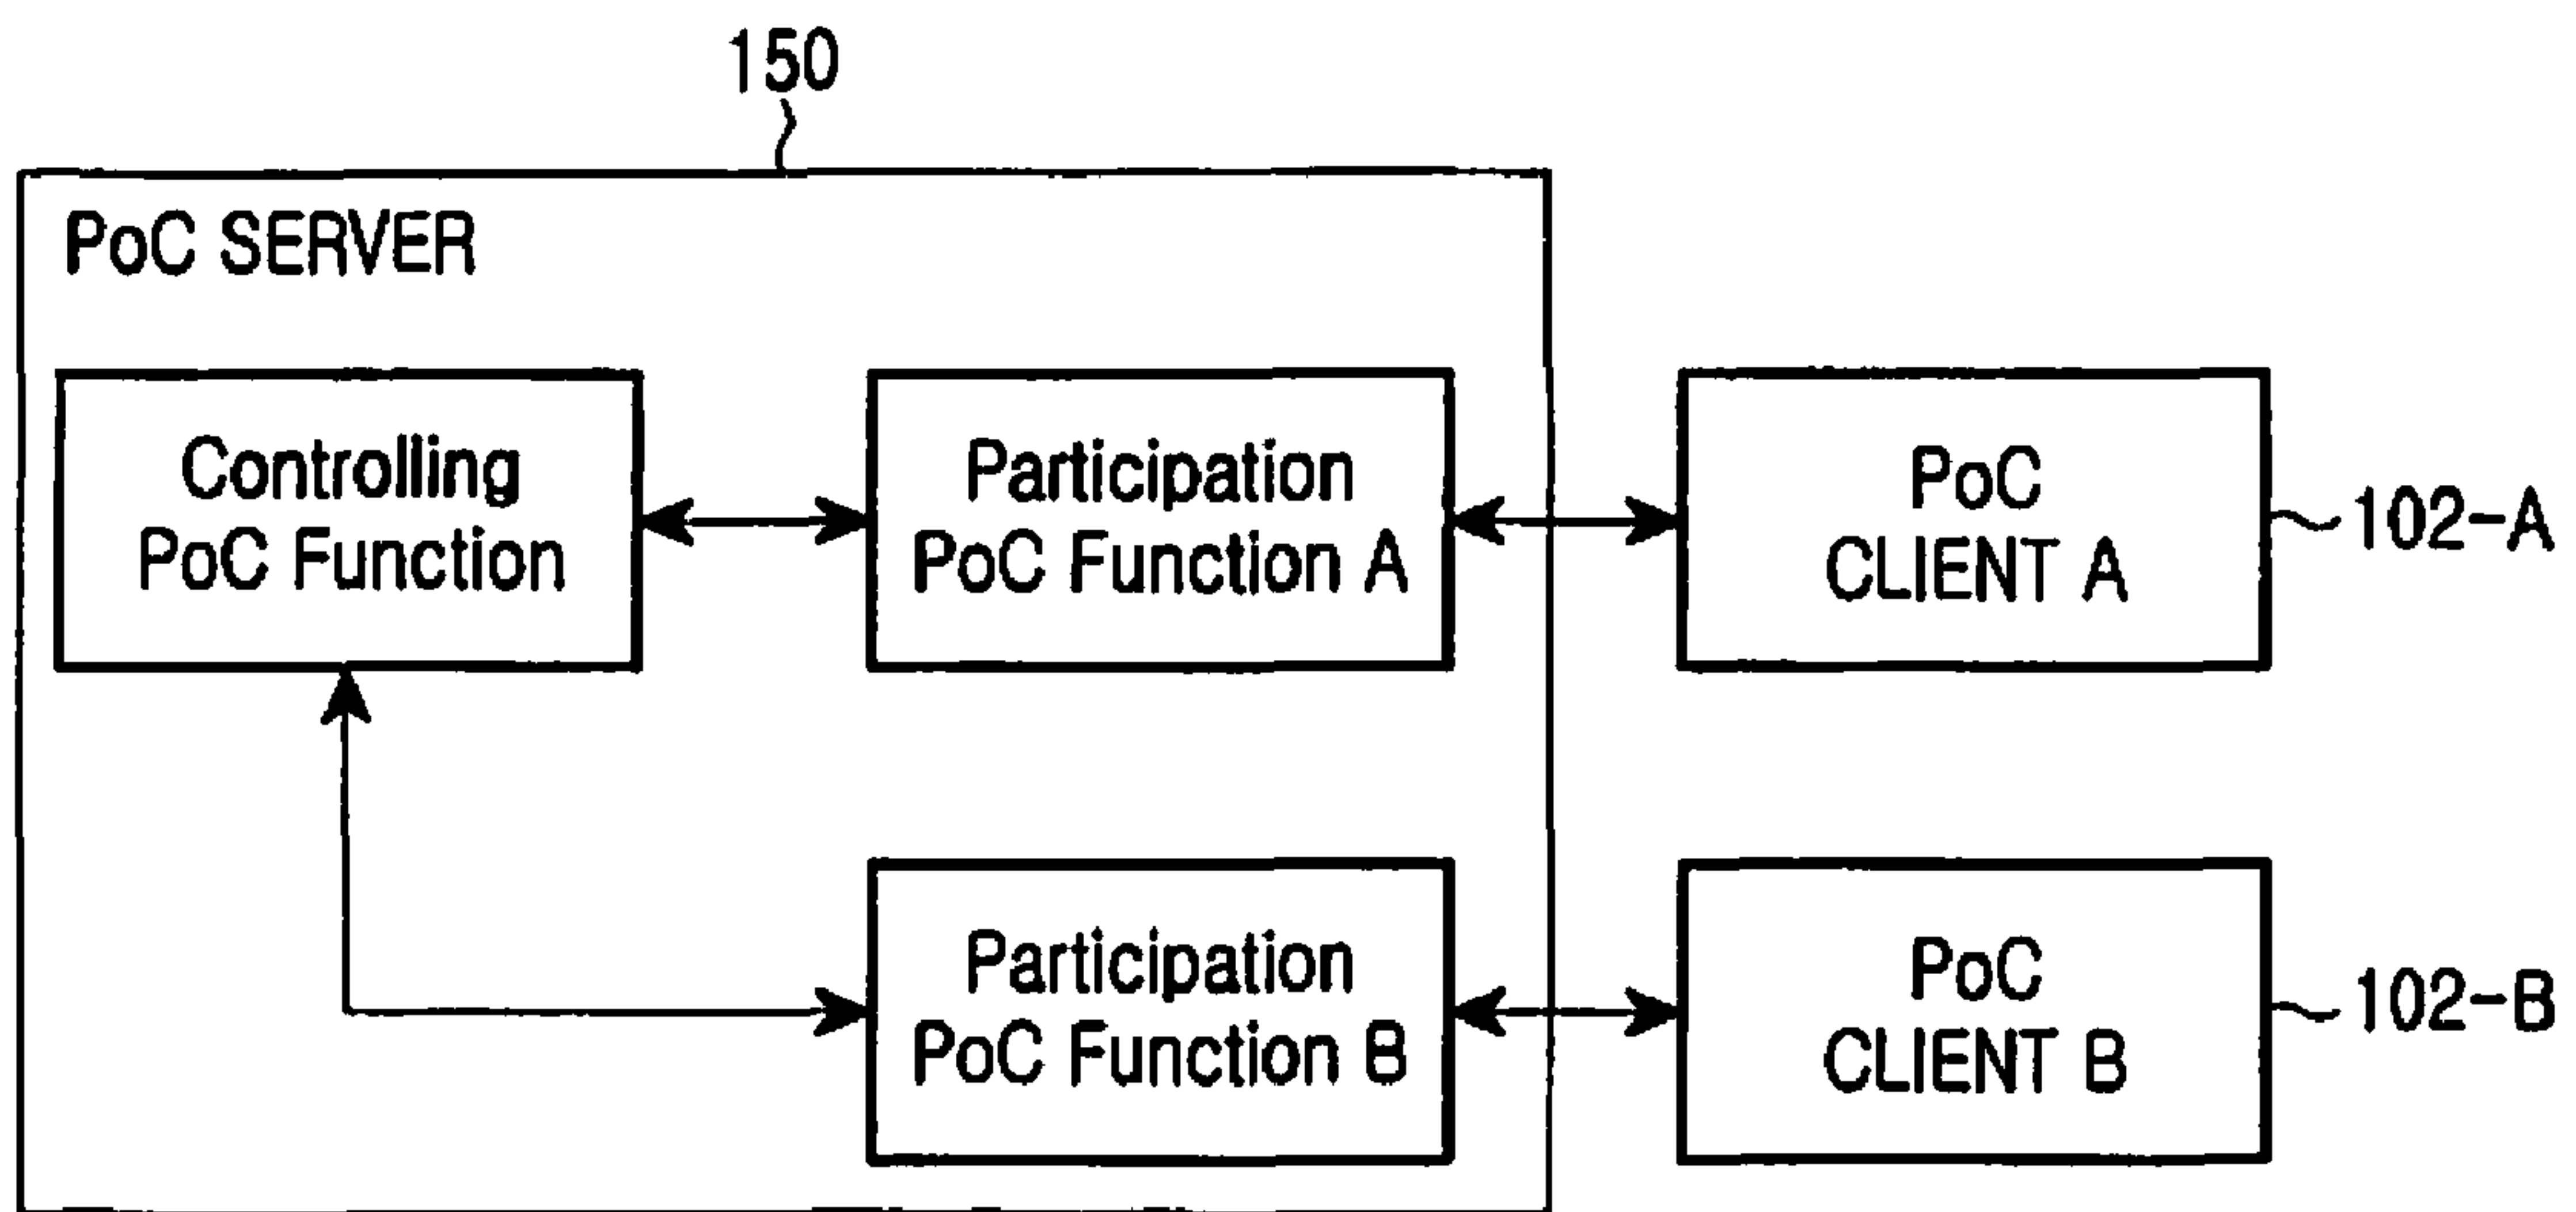 150
PoC SERVER
Controlling
PoC Function
Participation
PoC Function A
PoC
CLIENT A
102-A
Participation
PoC Function B
PoC
CLIENT B
102-B